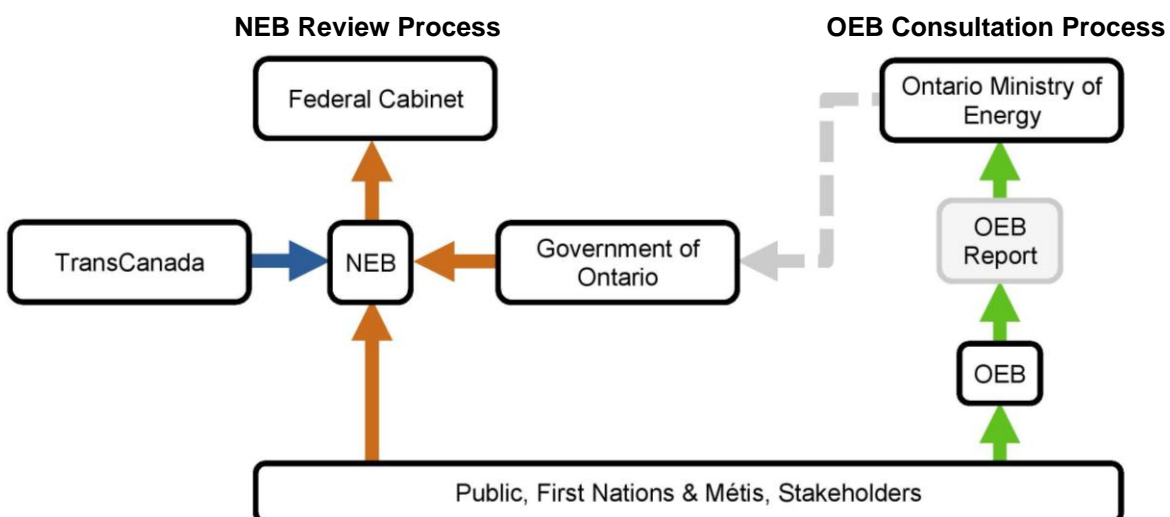 NEB Review Process
OEB Consultation Process
Federal Cabinet
Ontario Ministry of
Energy
TransCanada
NEB
Government of
Ontario
OEB
Report
OEB
Public, First Nations & Métis, Stakeholders